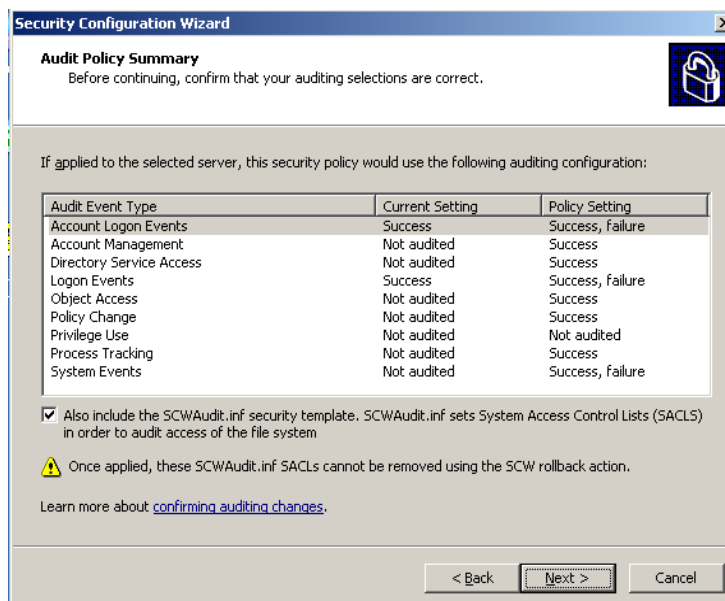 Security Configuration Wizard
Audit Policy Summary
Before continuing, confirm that your auditing selections are correct.
If applied to the selected server, this security policy would use the following auditing configuration:
Audit Event Type Current Setting Policy Setting
Account Logon Events Success Success, failure
Account Management Not audited Success
Directory Service Access Not audited Success
Logon Events Success Success, failure
Object Access Not audited Success
Policy Change Not audited Success
Privilege Use Not audited Not audited
Process Tracking Not audited Success
System Events Not audited Success, failure
Also include the SCWAudit.inf security template. SCWAudit.inf sets System Access Control Lists (SACLS)
in order to audit access of the file system
Once applied, these SCWAudit.inf SACLs cannot be removed using the SCW rollback action.
Learn more about confirming auditing changes.
< Back Next > Cancel